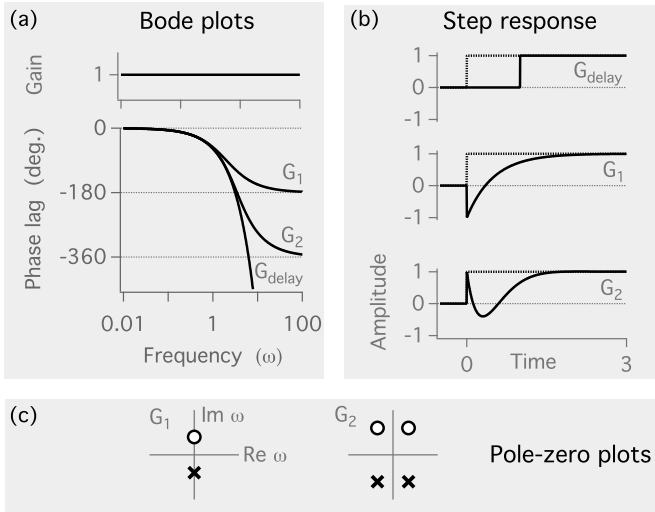 (a)
Bode plots
Gain
1
Phase lag (deg.)
0
-180
-360
G1
G2
Gdelay
0.01
1
100
Frequency (ω)
(b)
Step response
1
0
-1
Gdelay
1
0
-1
G1
Amplitude
1
0
-1
G2
0
Time
3
(c)
G1
Im ω
Re ω
G2
Pole-zero plots